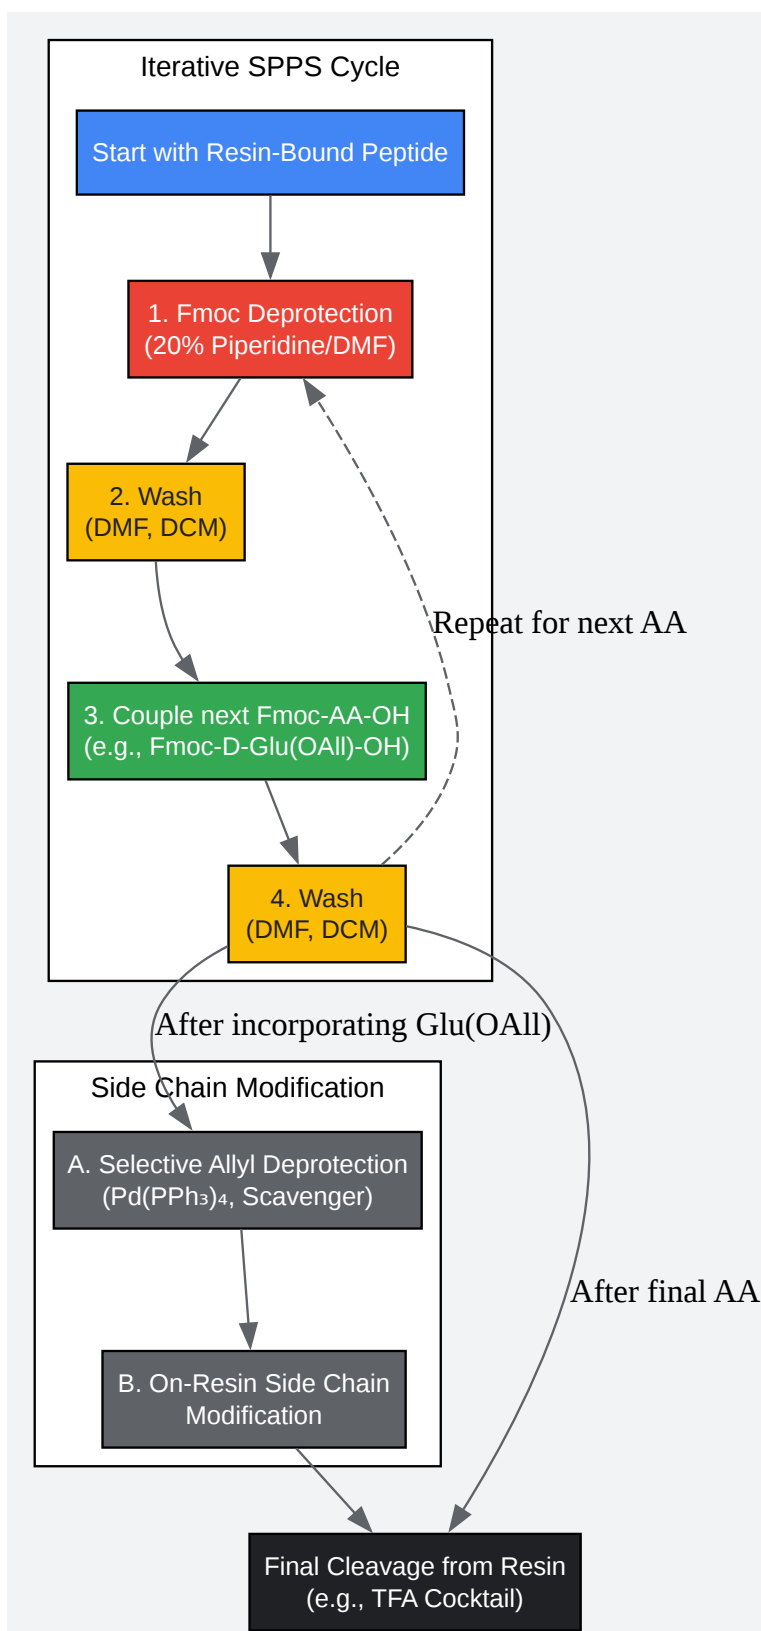 Iterative SPPS Cycle
Start with Resin-Bound Peptide
1. Fmoc Deprotection
(20% Piperidine/DMF)
2. Wash
(DMF, DCM)
Repeat for next AA
3. Couple next Fmoc-AA-OH
(e.g., Fmoc-D-Glu(OAll)-OH)
4. Wash
(DMF, DCM)
After incorporating Glu(OAll)
Side Chain Modification
A. Selective Allyl Deprotection
(Pd(PPh₃)₄, Scavenger)
After final AA
B. On-Resin Side Chain
Modification
Final Cleavage from Resin
(e.g., TFA Cocktail)